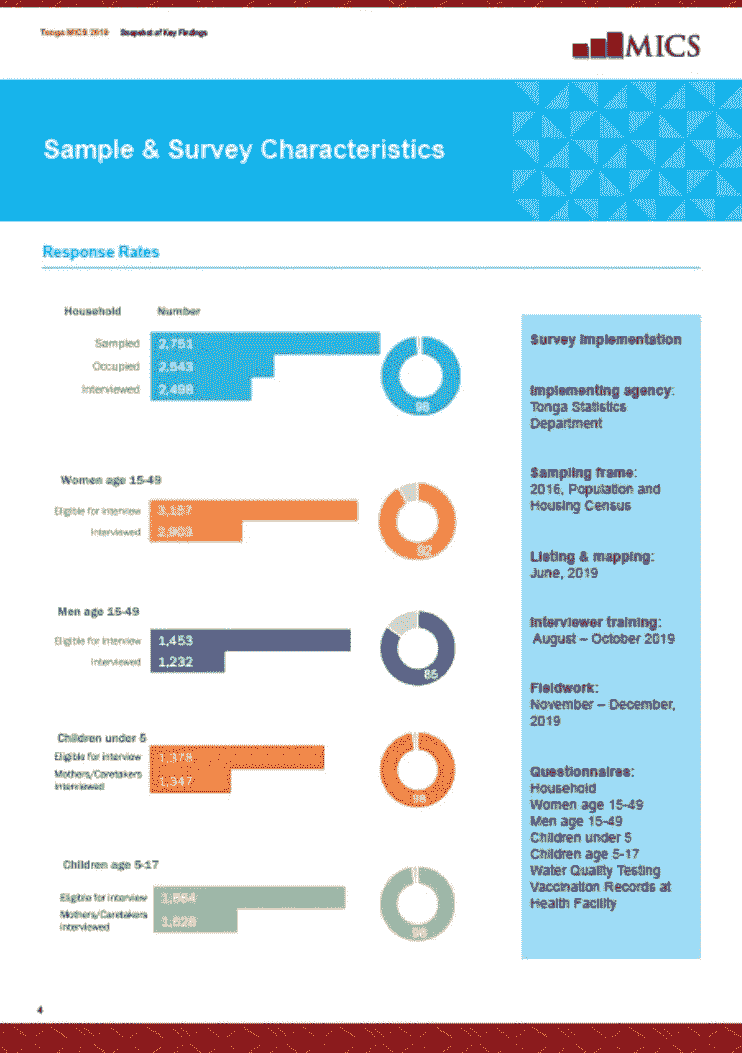 Tonga MICS 2019 Snapshot of Key Findings
MICS
Sample & Survey Characteristics
Response Rates
Household Number
Sampled 2,751
Occupied 2,543
Interviewed 2,498
98
Women age 15-49
Eligible for interview 3,157
Interviewed 2,903
92
Men age 15-49
Eligible for interview 1,453
Interviewed 1,232
85
Children under 5
Eligible for interview
Mothers/Caretakers
interviewed 1,347
Children age 5-17
Eligible for interview
Mothers/Caretakers
interviewed 1,628
98
Survey Implementation
Implementing agency:
Tonga Statistics
Department
Sampling frame:
2016, Population and
Housing Census
Listing & mapping:
June, 2019
Interviewer training:
August – October 2019
Fieldwork:
November – December,
2019
Questionnaires:
Household
Women age 15-49
Men age 15-49
Children under 5
Children age 5-17
Water Quality Testing
Vaccination Records at
Health Facility
4